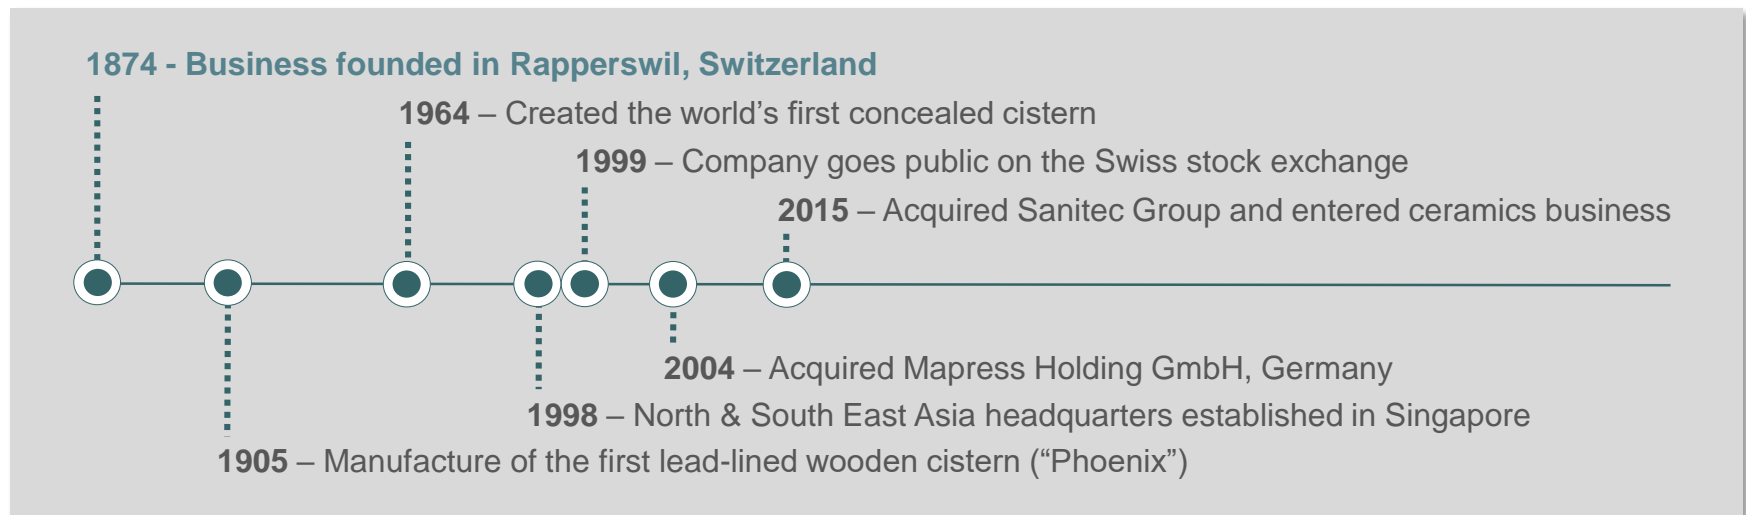 1874 - Business founded in Rapperswil, Switzerland
1964 – Created the world’s first concealed cistern
1999 – Company goes public on the Swiss stock exchange
2015 – Acquired Sanitec Group and entered ceramics business
2004 – Acquired Mapress Holding GmbH, Germany
1998 – North & South East Asia headquarters established in Singapore
1905 – Manufacture of the first lead-lined wooden cistern (“Phoenix”)